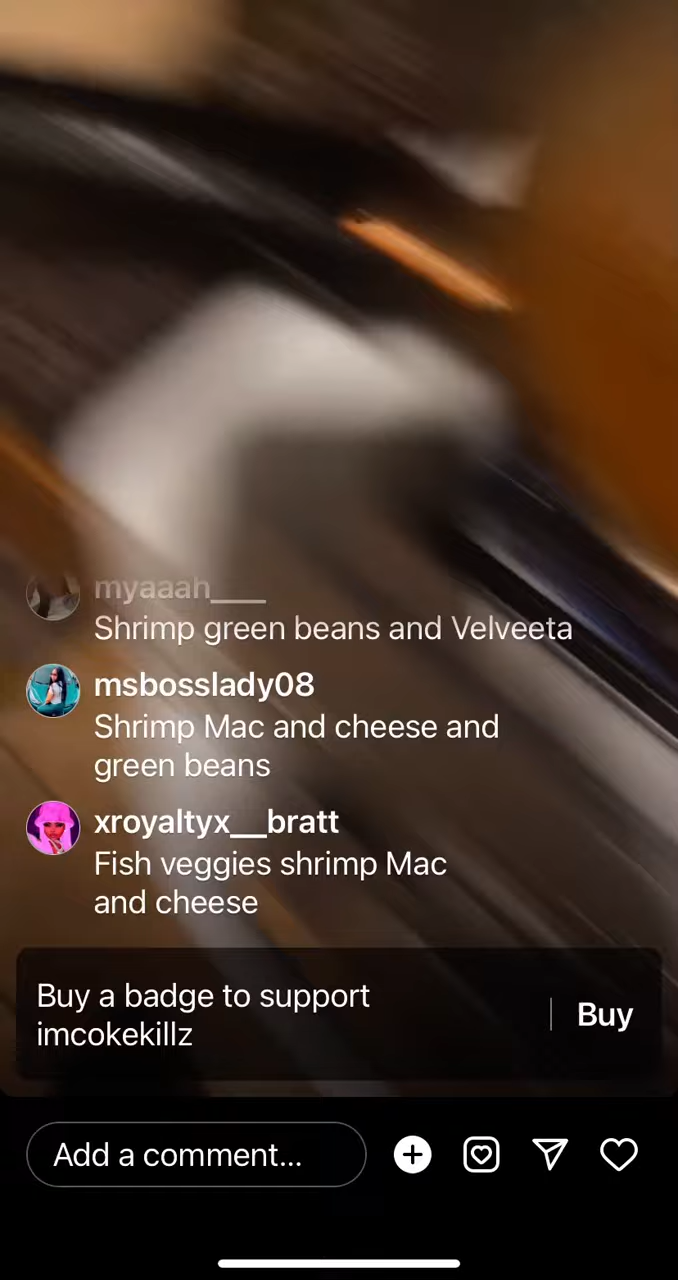 myaaah____
Shrimp green beans and Velveeta
msbosslady08
Shrimp Mac and cheese and
green beans
xroyaltyx__bratt
Fish veggies shrimp Mac
and cheese
Buy a badge to support
imcokekillz
Buy
Add a comment...